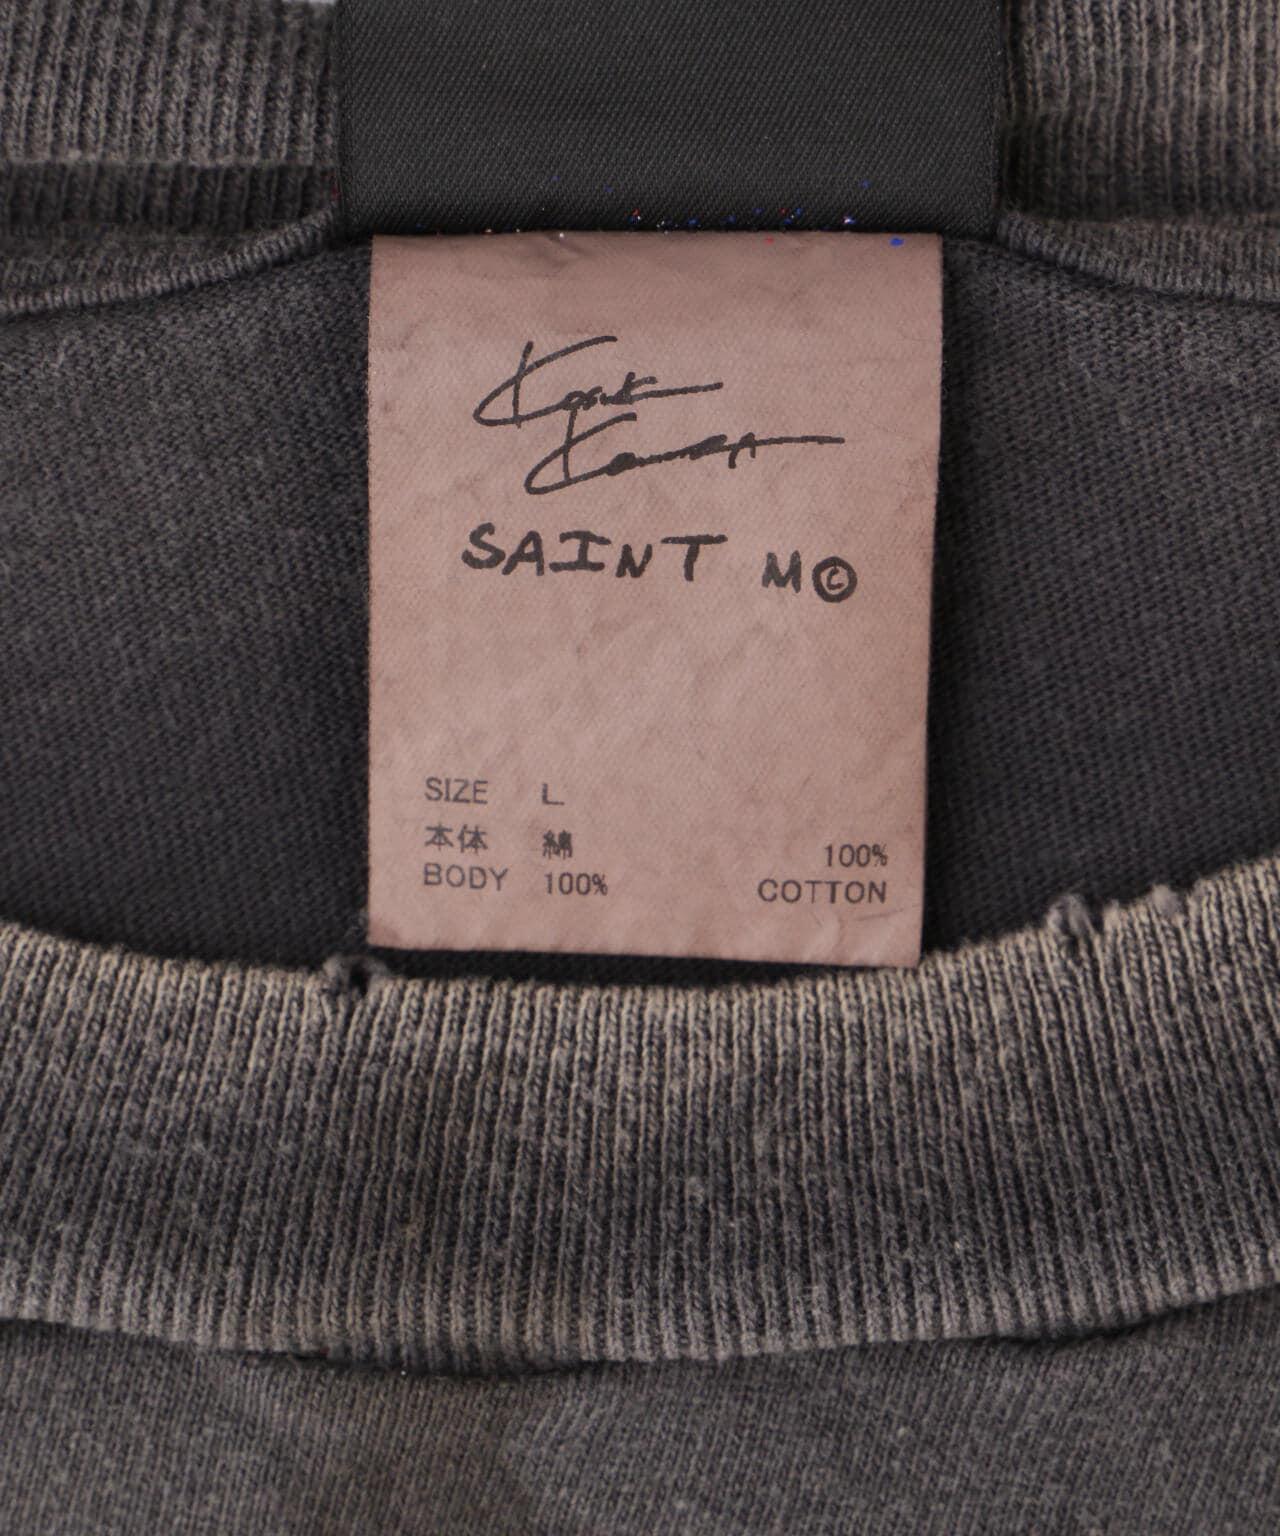 SAINT M©
SIZE L
本体 綿 100%
BODY 100% COTTON